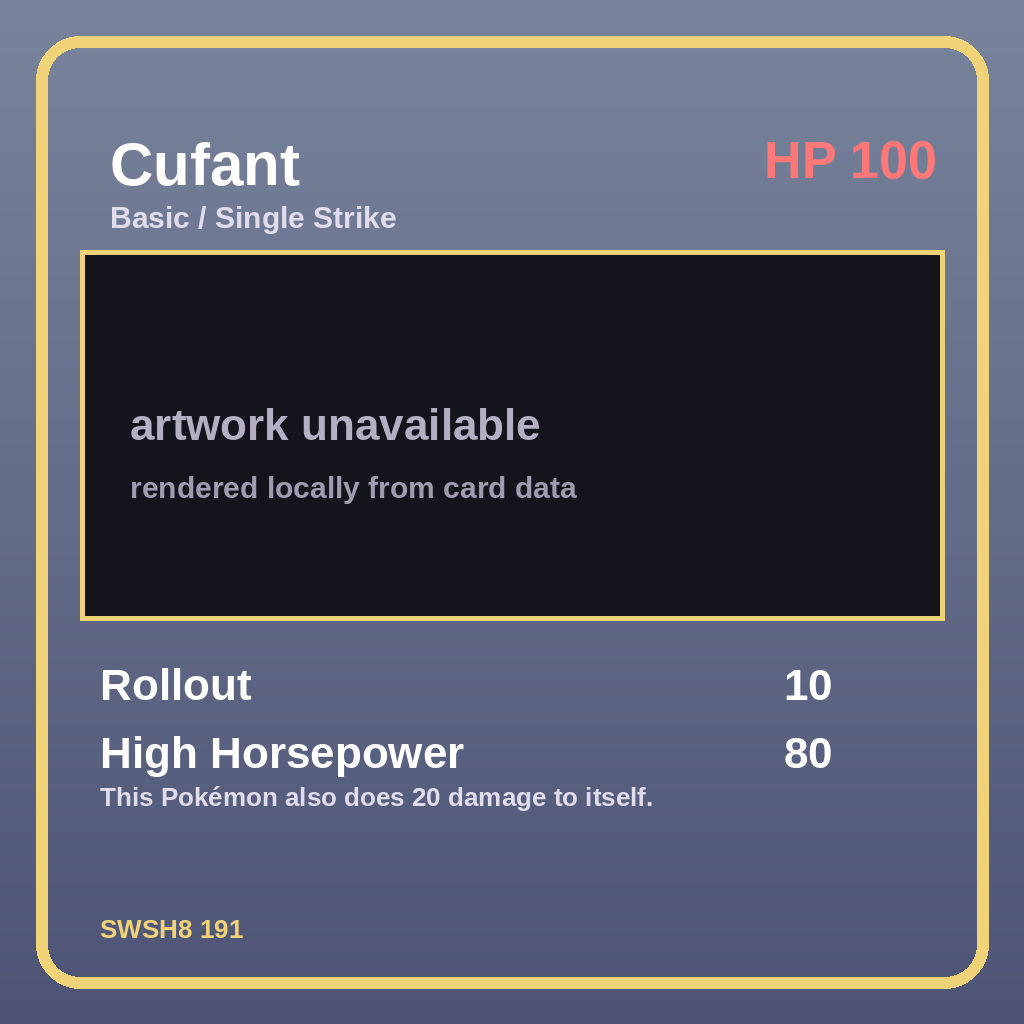 Cufant
HP 100
Basic / Single Strike
artwork unavailable
rendered locally from card data
Rollout 10
High Horsepower 80
This Pokémon also does 20 damage to itself.
SWSH8 191